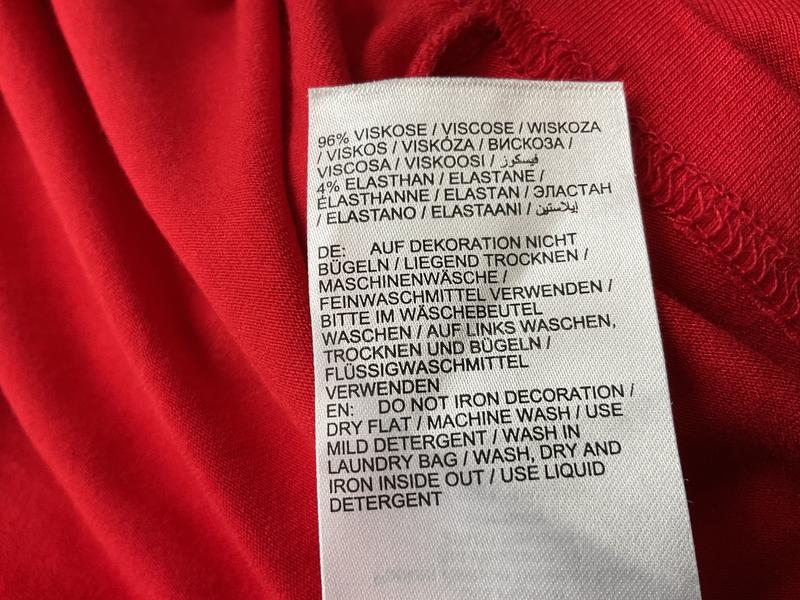 96% VISKOSE / VISCOSE / WISKOZA
/ VISKOS / VISKÓZA / ВИСКОЗА /
VISCOSA / VISKOOSI / فيسكوز
4% ELASTHAN / ELASTANE /
ÉLASTHANNE / ELASTAN / ЭЛАСТАН
/ ELASTANO / ELASTAANI / إيلاستين
DE: AUF DEKORATION NICHT
BÜGELN / LIEGEND TROCKNEN /
MASCHINENWÄSCHE /
FEINWASCHMITTEL VERWENDEN /
BITTE IM WÄSCHEBEUTEL
WASCHEN / AUF LINKS WASCHEN,
TROCKNEN UND BÜGELN /
FLÜSSIGWASCHMITTEL
VERWENDEN
EN: DO NOT IRON DECORATION /
DRY FLAT / MACHINE WASH / USE
MILD DETERGENT / WASH IN
LAUNDRY BAG / WASH, DRY AND
IRON INSIDE OUT / USE LIQUID
DETERGENT